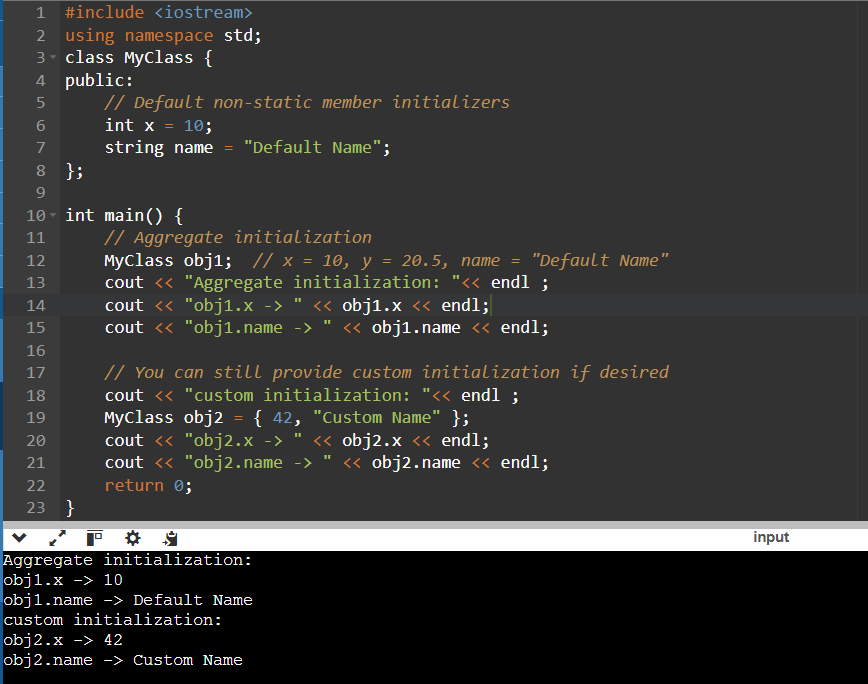 1 #include <iostream>
2 using namespace std;
3 class MyClass {
4 public:
5     // Default non-static member initializers
6     int x = 10;
7     string name = "Default Name";
8 };
9
10 int main() {
11     // Aggregate initialization
12     MyClass obj1;  // x = 10, y = 20.5, name = "Default Name"
13     cout << "Aggregate initialization: "<< endl ;
14     cout << "obj1.x -> " << obj1.x << endl;
15     cout << "obj1.name -> " << obj1.name << endl;
16
17     // You can still provide custom initialization if desired
18     cout << "custom initialization: "<< endl ;
19     MyClass obj2 = { 42, "Custom Name" };
20     cout << "obj2.x -> " << obj2.x << endl;
21     cout << "obj2.name -> " << obj2.name << endl;
22     return 0;
23 }
input
Aggregate initialization:
obj1.x -> 10
obj1.name -> Default Name
custom initialization:
obj2.x -> 42
obj2.name -> Custom Name